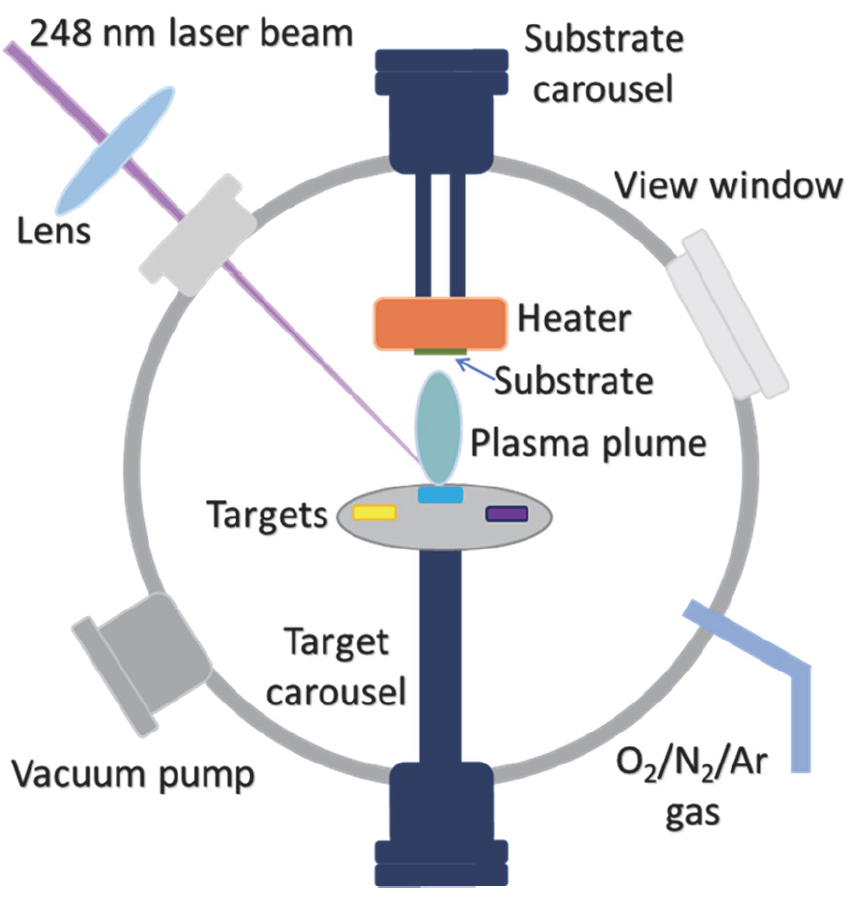 248 nm laser beam
Substrate
carousel
View window
Lens
Heater
Substrate
Plasma plume
Targets
Target
carousel
Vacuum pump
O₂/N₂/Ar
gas